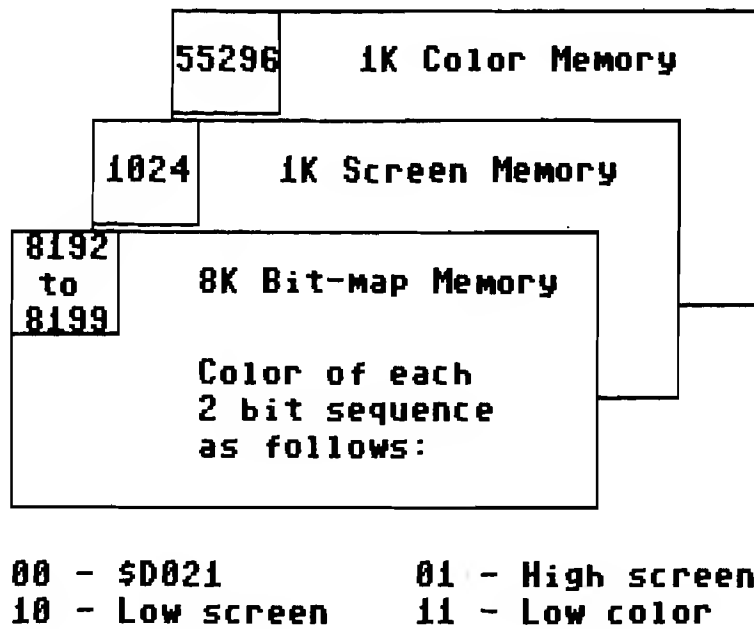 55296 1K Color Memory
1024 1K Screen Memory
8192
to
8199
8K Bit-map Memory
Color of each
2 bit sequence
as follows:
00 - $D021 01 - High screen
10 - Low screen 11 - Low color